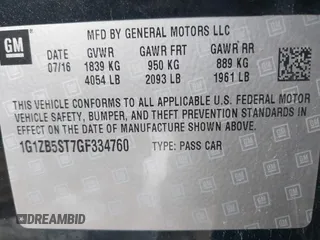 GM
MFD BY GENERAL MOTORS LLC
DATE GVWR GAWR FRT GAWR RR
07/16 1839 KG 950 KG 889 KG
4054 LB 2093 LB 1961 LB
THIS VEHICLE CONFORMS TO ALL APPLICABLE U.S. FEDERAL MOTOR
VEHICLE SAFETY, BUMPER, AND THEFT PREVENTION STANDARDS
IN EFFECT ON THE DATE OF MANUFACTURE SHOWN ABOVE.
1G1ZB5ST7GF334760 TYPE: PASS CAR
DREAMBID